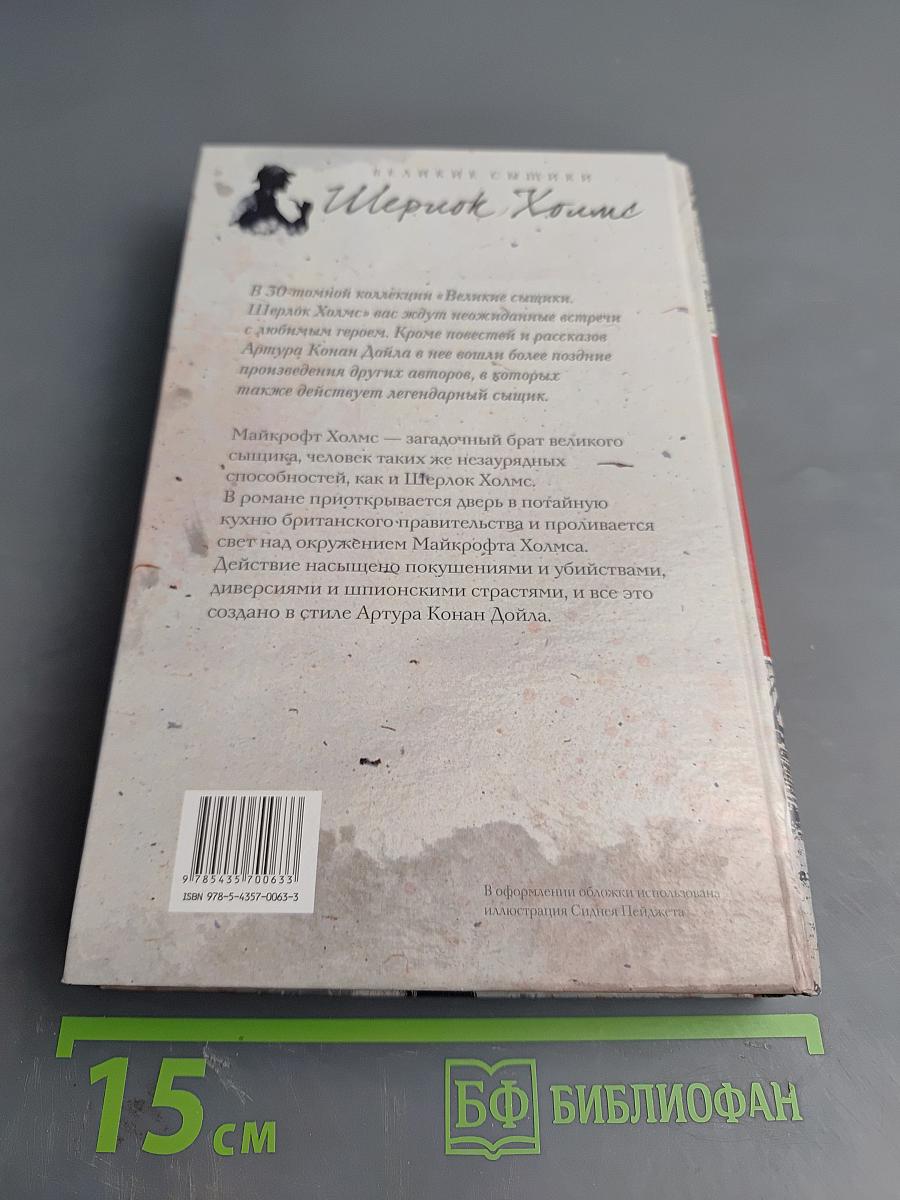 ВЕЛИКИЕ СЫЩИКИ
Шерлок Холмс
В 30-томной коллекции «Великие сыщики.
Шерлок Холмс» вас ждут неожиданные встречи
с любимым героем. Кроме повестей и рассказов
Артура Конан Дойла в нее вошли более поздние
произведения других авторов, в которых
также действует легендарный сыщик.
Майкрофт Холмс — загадочный брат великого
сыщика, человек таких же незаурядных
способностей, как и Шерлок Холмс.
В романе приоткрывается дверь в потайную
кухню британского правительства и проливается
свет над окружением Майкрофта Холмса.
Действие насыщено покушениями и убийствами,
диверсиями и шпионскими страстями, и все это
создано в стиле Артура Конан Дойла.
9 785435 700633
ISBN 978-5-4357-0063-3
В оформлении обложки использована
иллюстрация Сиднея Пейджета
15 см
БФ БИБЛИОФАН